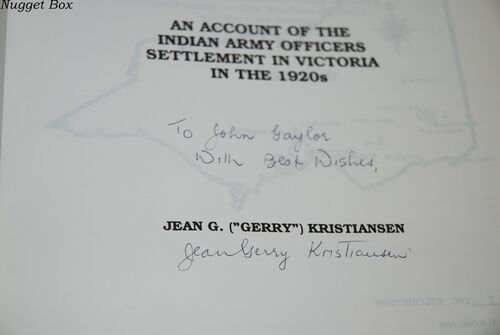 Nugget Box
AN ACCOUNT OF THE
INDIAN ARMY OFFICERS
SETTLEMENT IN VICTORIA
IN THE 1920s
To John Gaylor
With Best Wishes,
JEAN G. ("GERRY") KRISTIANSEN
Jean Gerry Kristiansen